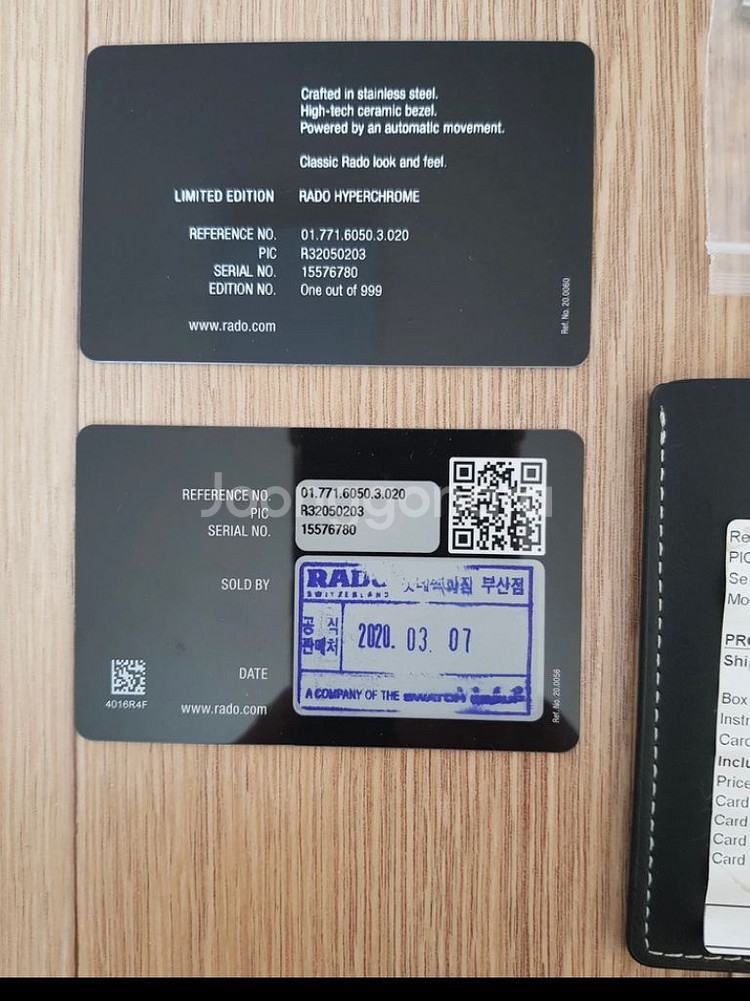 Crafted in stainless steel.
High-tech ceramic bezel.
Powered by an automatic movement.
Classic Rado look and feel.
LIMITED EDITION RADO HYPERCHROME
REFERENCE NO. 01.771.6050.3.020
PIC R32050203
SERIAL NO. 15576780
EDITION NO. One out of 999
www.rado.com
Ref. No. 20.0060
REFERENCE NO. 01.771.6050.3.020
PIC R32050203
SERIAL NO. 15576780
SOLD BY
RADO 부산점
SWITZERLAND
공 식
판매처
2020. 03. 07
DATE
A COMPANY OF THE SWATCH
4016R4F
www.rado.com
Ref. No. 20.0056
Re
PIC
Se
Mo
PRO
Shi
Box
Instr
Card
Inclu
Price
Card
Card
Card
Card